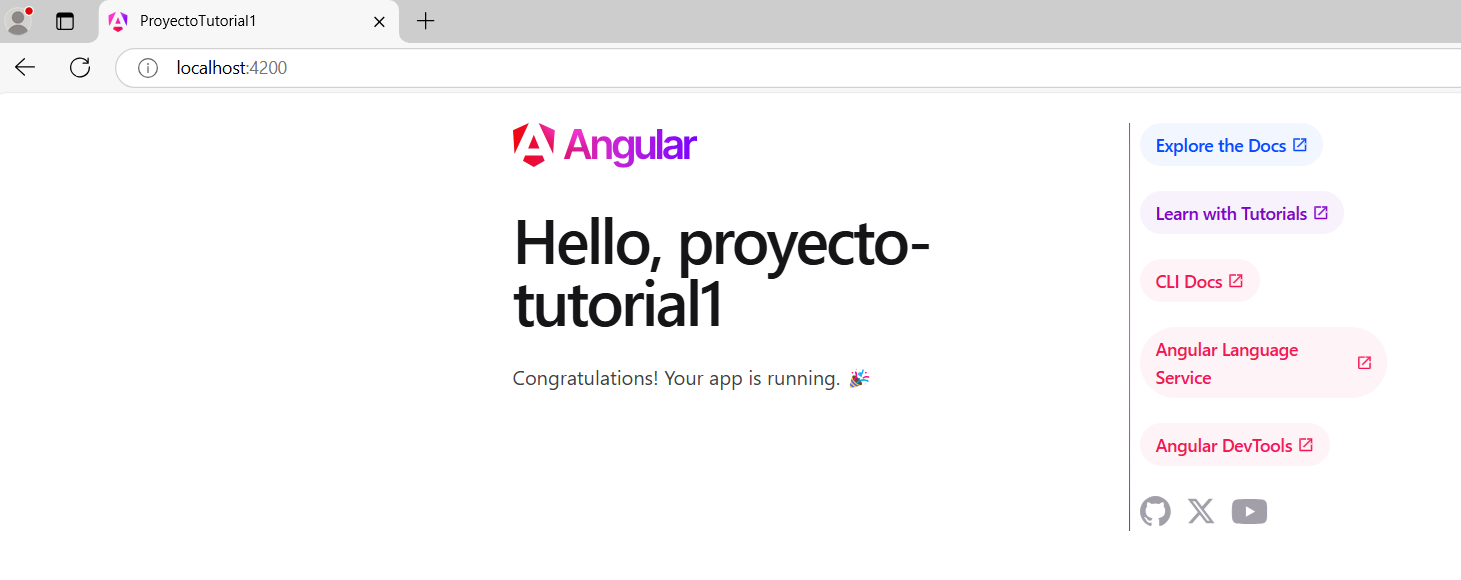 ProyectoTutorial1
localhost:4200
Angular
Hello, proyecto-
tutorial1
Congratulations! Your app is running. 🎉
Explore the Docs
Learn with Tutorials
CLI Docs
Angular Language
Service
Angular DevTools